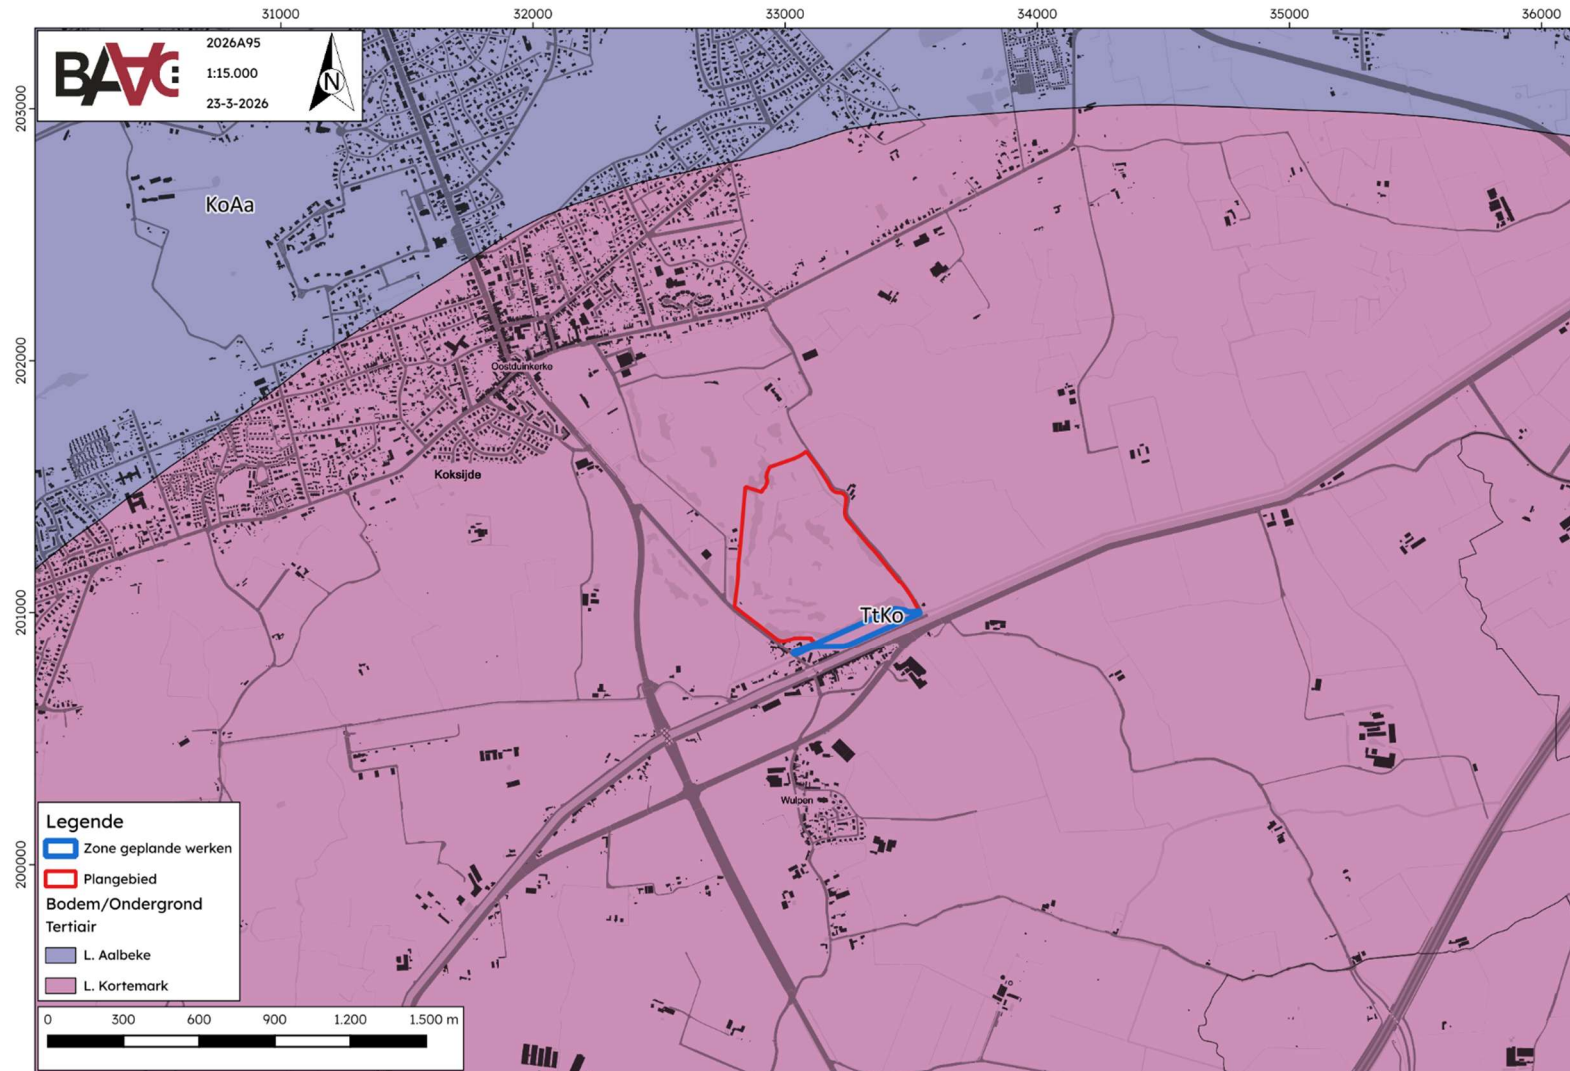 31000 32000 33000 34000 35000 36000
BAAC
2026A95
1:15.000
23-3-2026
N
203000
202000
201000
200000
KoAa
Oostduinkerke
Koksijde
TtKo
Wulpen
Legende
Zone geplande werken
Plangebied
Bodem/Ondergrond
Tertiair
L. Aalbeke
L. Kortemark
0 300 600 900 1.200 1.500 m